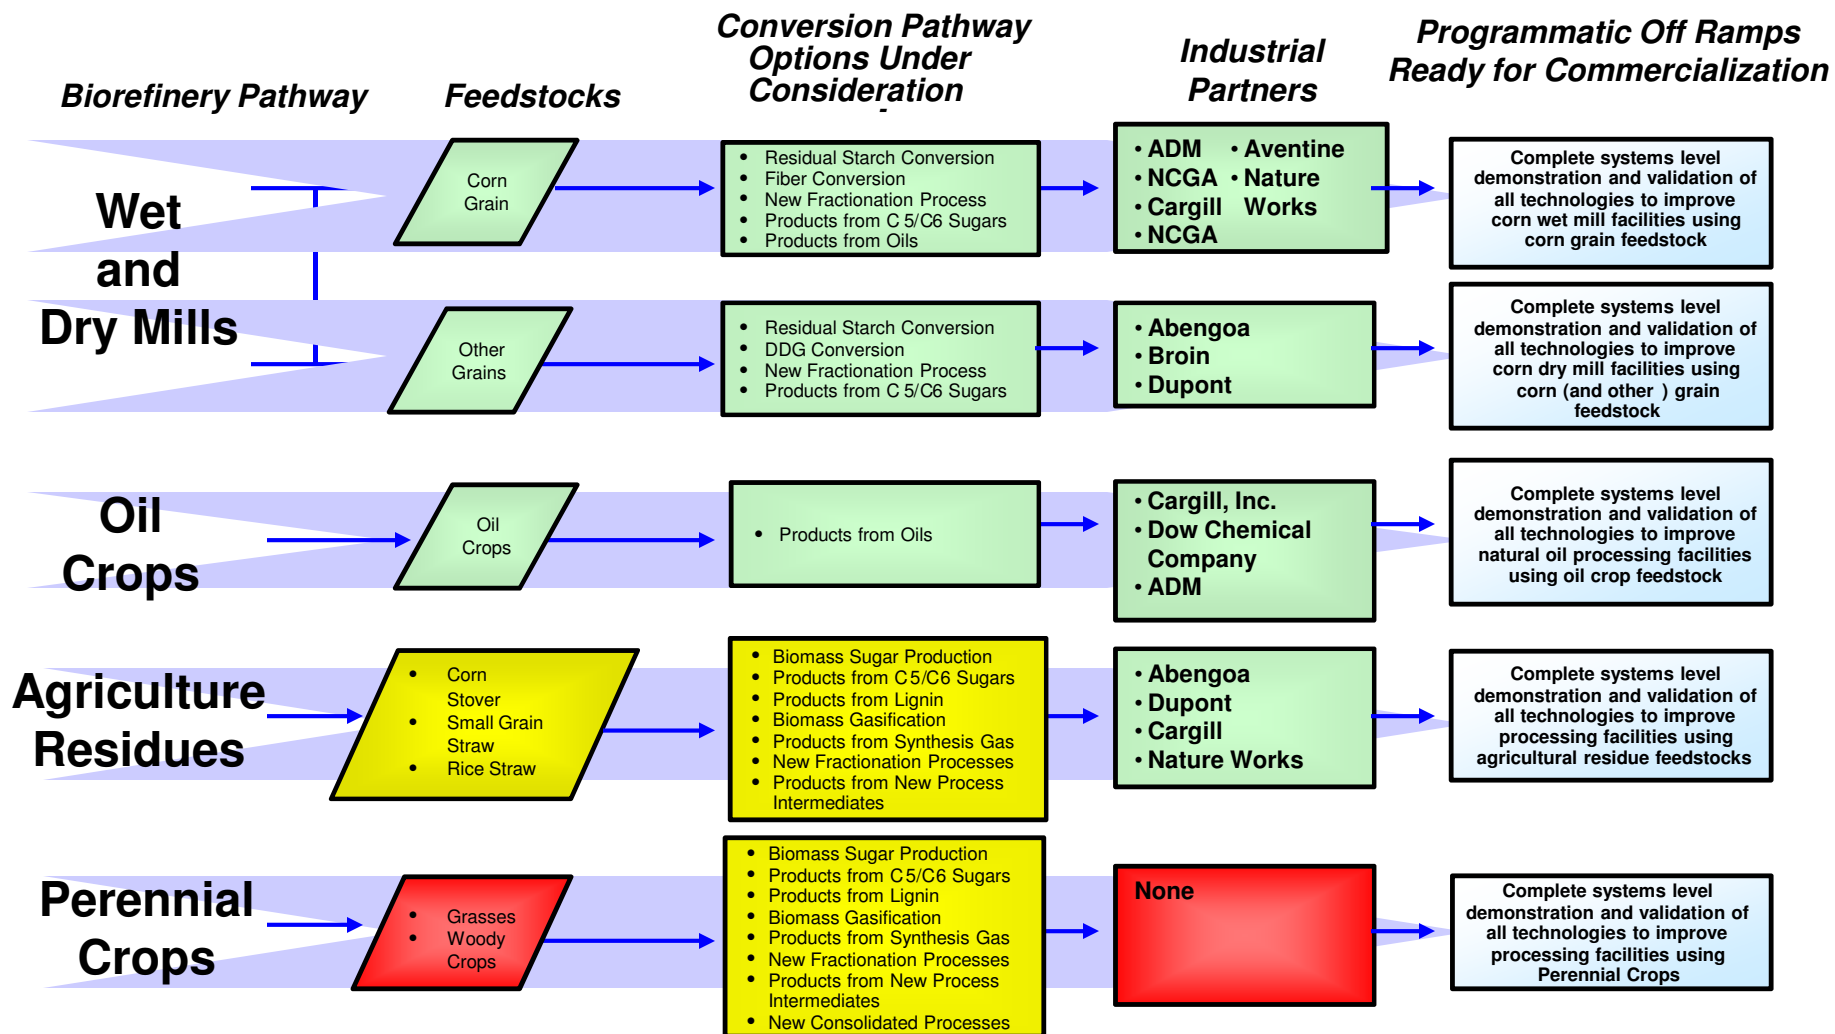 Conversion Pathway
Options Under
Consideration
Industrial
Partners
Programmatic Off Ramps
Ready for Commercialization
Biorefinery Pathway
Feedstocks
Wet
and
Dry Mills
Corn
Grain
• Residual Starch Conversion
• Fiber Conversion
• New Fractionation Process
• Products from C5/C6 Sugars
• Products from Oils
• ADM • Aventine
• NCGA • Nature
• Cargill Works
• NCGA
Complete systems level
demonstration and validation of
all technologies to improve
corn wet mill facilities using
corn grain feedstock
Other
Grains
• Residual Starch Conversion
• DDG Conversion
• New Fractionation Process
• Products from C5/C6 Sugars
• Abengoa
• Broin
• Dupont
Complete systems level
demonstration and validation of
all technologies to improve
corn dry mill facilities using
corn (and other ) grain
feedstock
Oil
Crops
Oil
Crops
• Products from Oils
• Cargill, Inc.
• Dow Chemical
Company
• ADM
Complete systems level
demonstration and validation of
all technologies to improve
natural oil processing facilities
using oil crop feedstock
Agriculture
Residues
• Corn
Stover
• Small Grain
Straw
• Rice Straw
• Biomass Sugar Production
• Products from C5/C6 Sugars
• Products from Lignin
• Biomass Gasification
• Products from Synthesis Gas
• New Fractionation Processes
• Products from New Process
Intermediates
• Abengoa
• Dupont
• Cargill
• Nature Works
Complete systems level
demonstration and validation of
all technologies to improve
processing facilities using
agricultural residue feedstocks
Perennial
Crops
• Grasses
• Woody
Crops
• Biomass Sugar Production
• Products from C5/C6 Sugars
• Products from Lignin
• Biomass Gasification
• Products from Synthesis Gas
• New Fractionation Processes
• Products from New Process
Intermediates
• New Consolidated Processes
None
Complete systems level
demonstration and validation of
all technologies to improve
processing facilities using
Perennial Crops